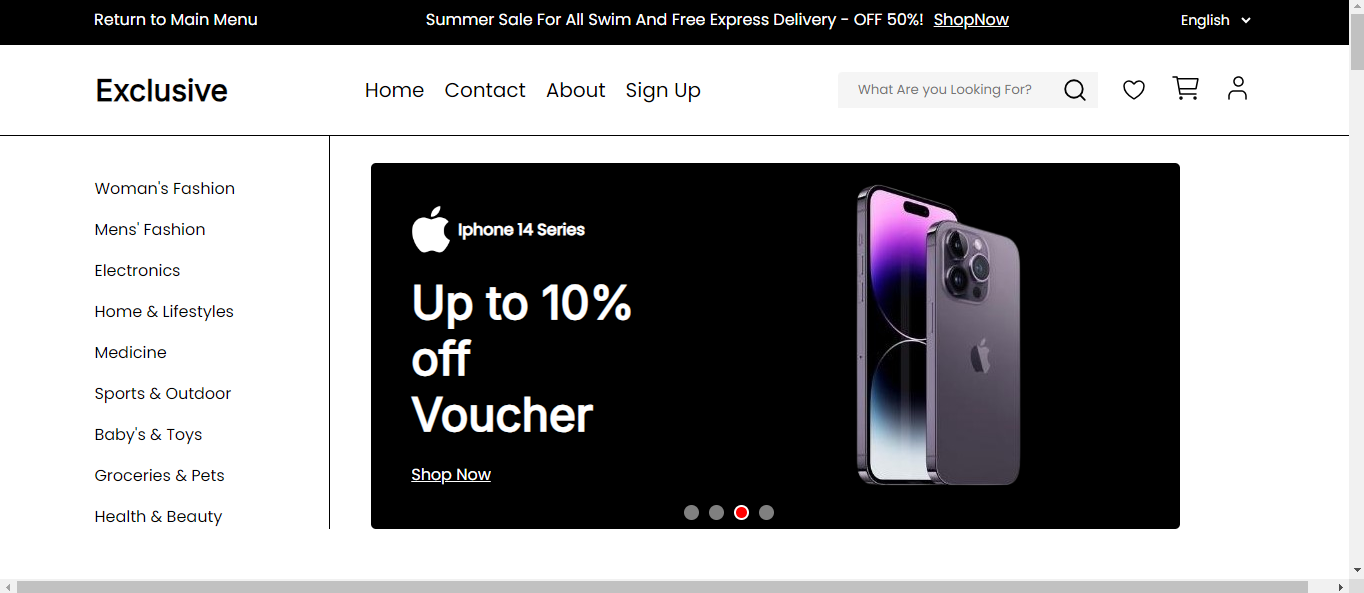 Return to Main Menu
Summer Sale For All Swim And Free Express Delivery - OFF 50%! ShopNow
English
Exclusive
Home Contact About Sign Up
What Are you Looking For?
Woman's Fashion
Mens' Fashion
Electronics
Home & Lifestyles
Medicine
Sports & Outdoor
Baby's & Toys
Groceries & Pets
Health & Beauty
Iphone 14 Series
Up to 10%
off
Voucher
Shop Now